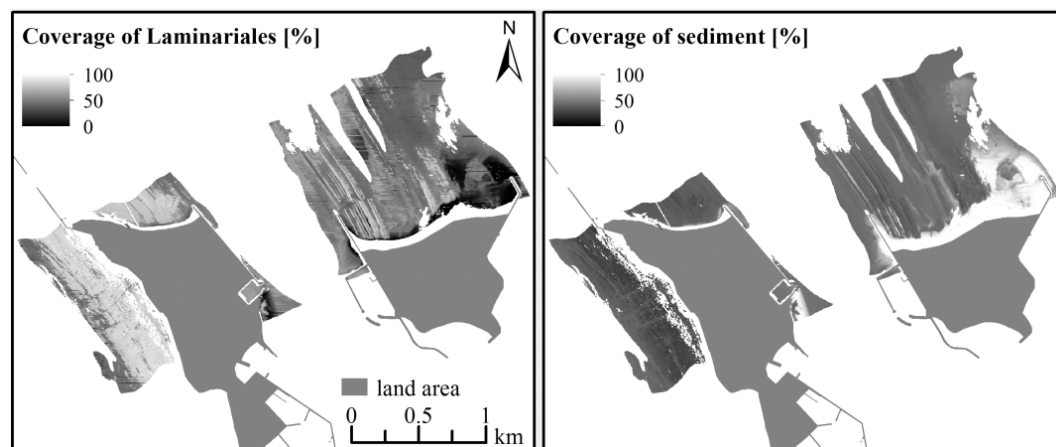 Coverage of Laminariales [%]
100
50
0
N
land area
0 0.5 1
km
Coverage of sediment [%]
100
50
0